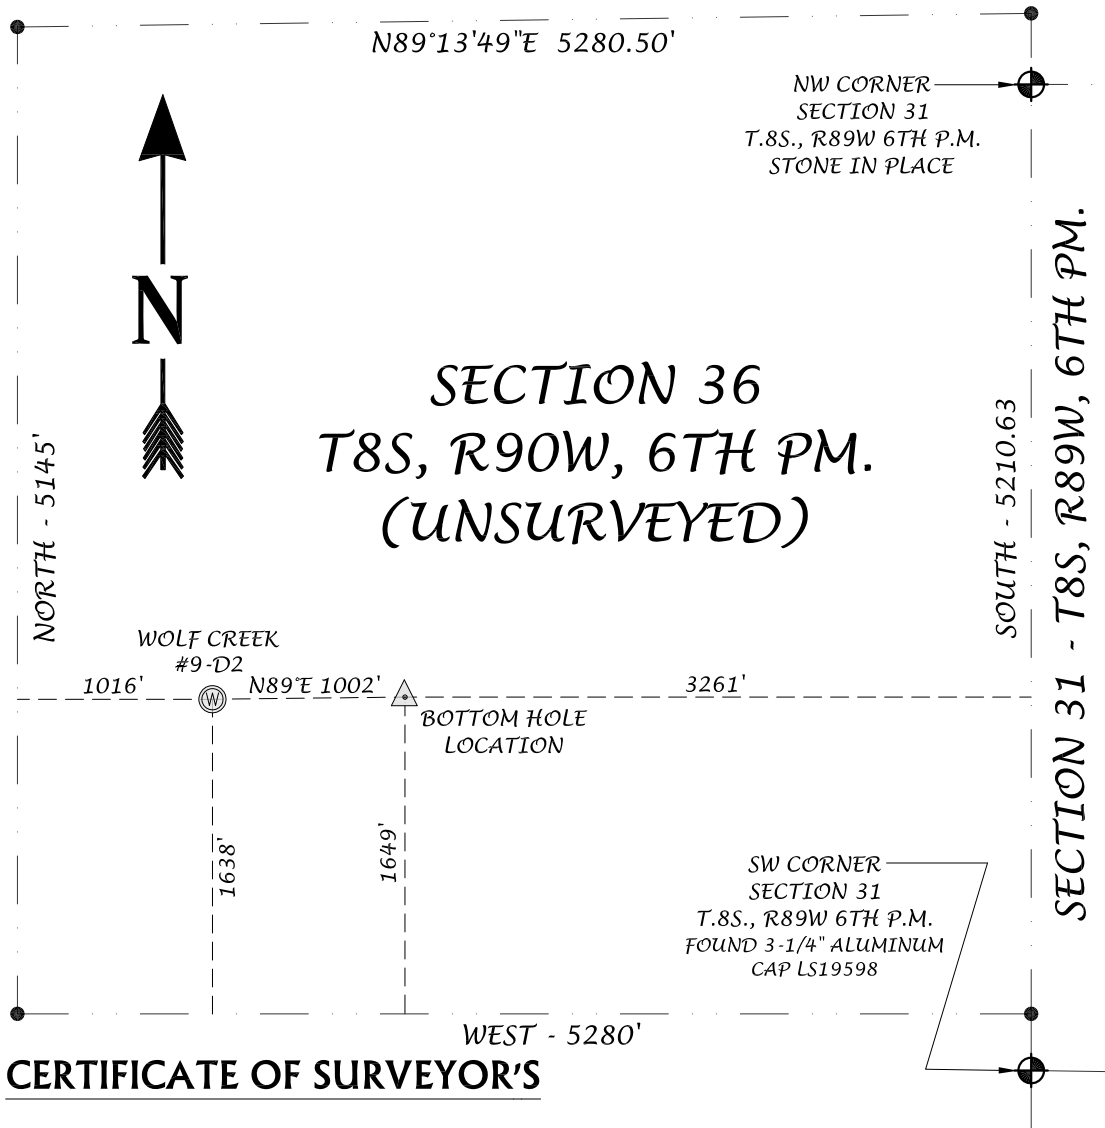 N89°13'49"E 5280.50'
NW CORNER
SECTION 31
T.8S., R89W 6TH P.M.
STONE IN PLACE
N
SECTION 36
T8S, R90W, 6TH PM.
(UNSURVEYED)
NORTH - 5145'
SOUTH - 5210.63
SECTION 31 - T8S, R89W, 6TH PM.
WOLF CREEK
#9-D2
1016'
W
N89°E 1002'
3261'
BOTTOM HOLE
LOCATION
1638'
1649'
SW CORNER
SECTION 31
T.8S., R89W 6TH P.M.
FOUND 3-1/4" ALUMINUM
CAP LS19598
WEST - 5280'
CERTIFICATE OF SURVEYOR'S